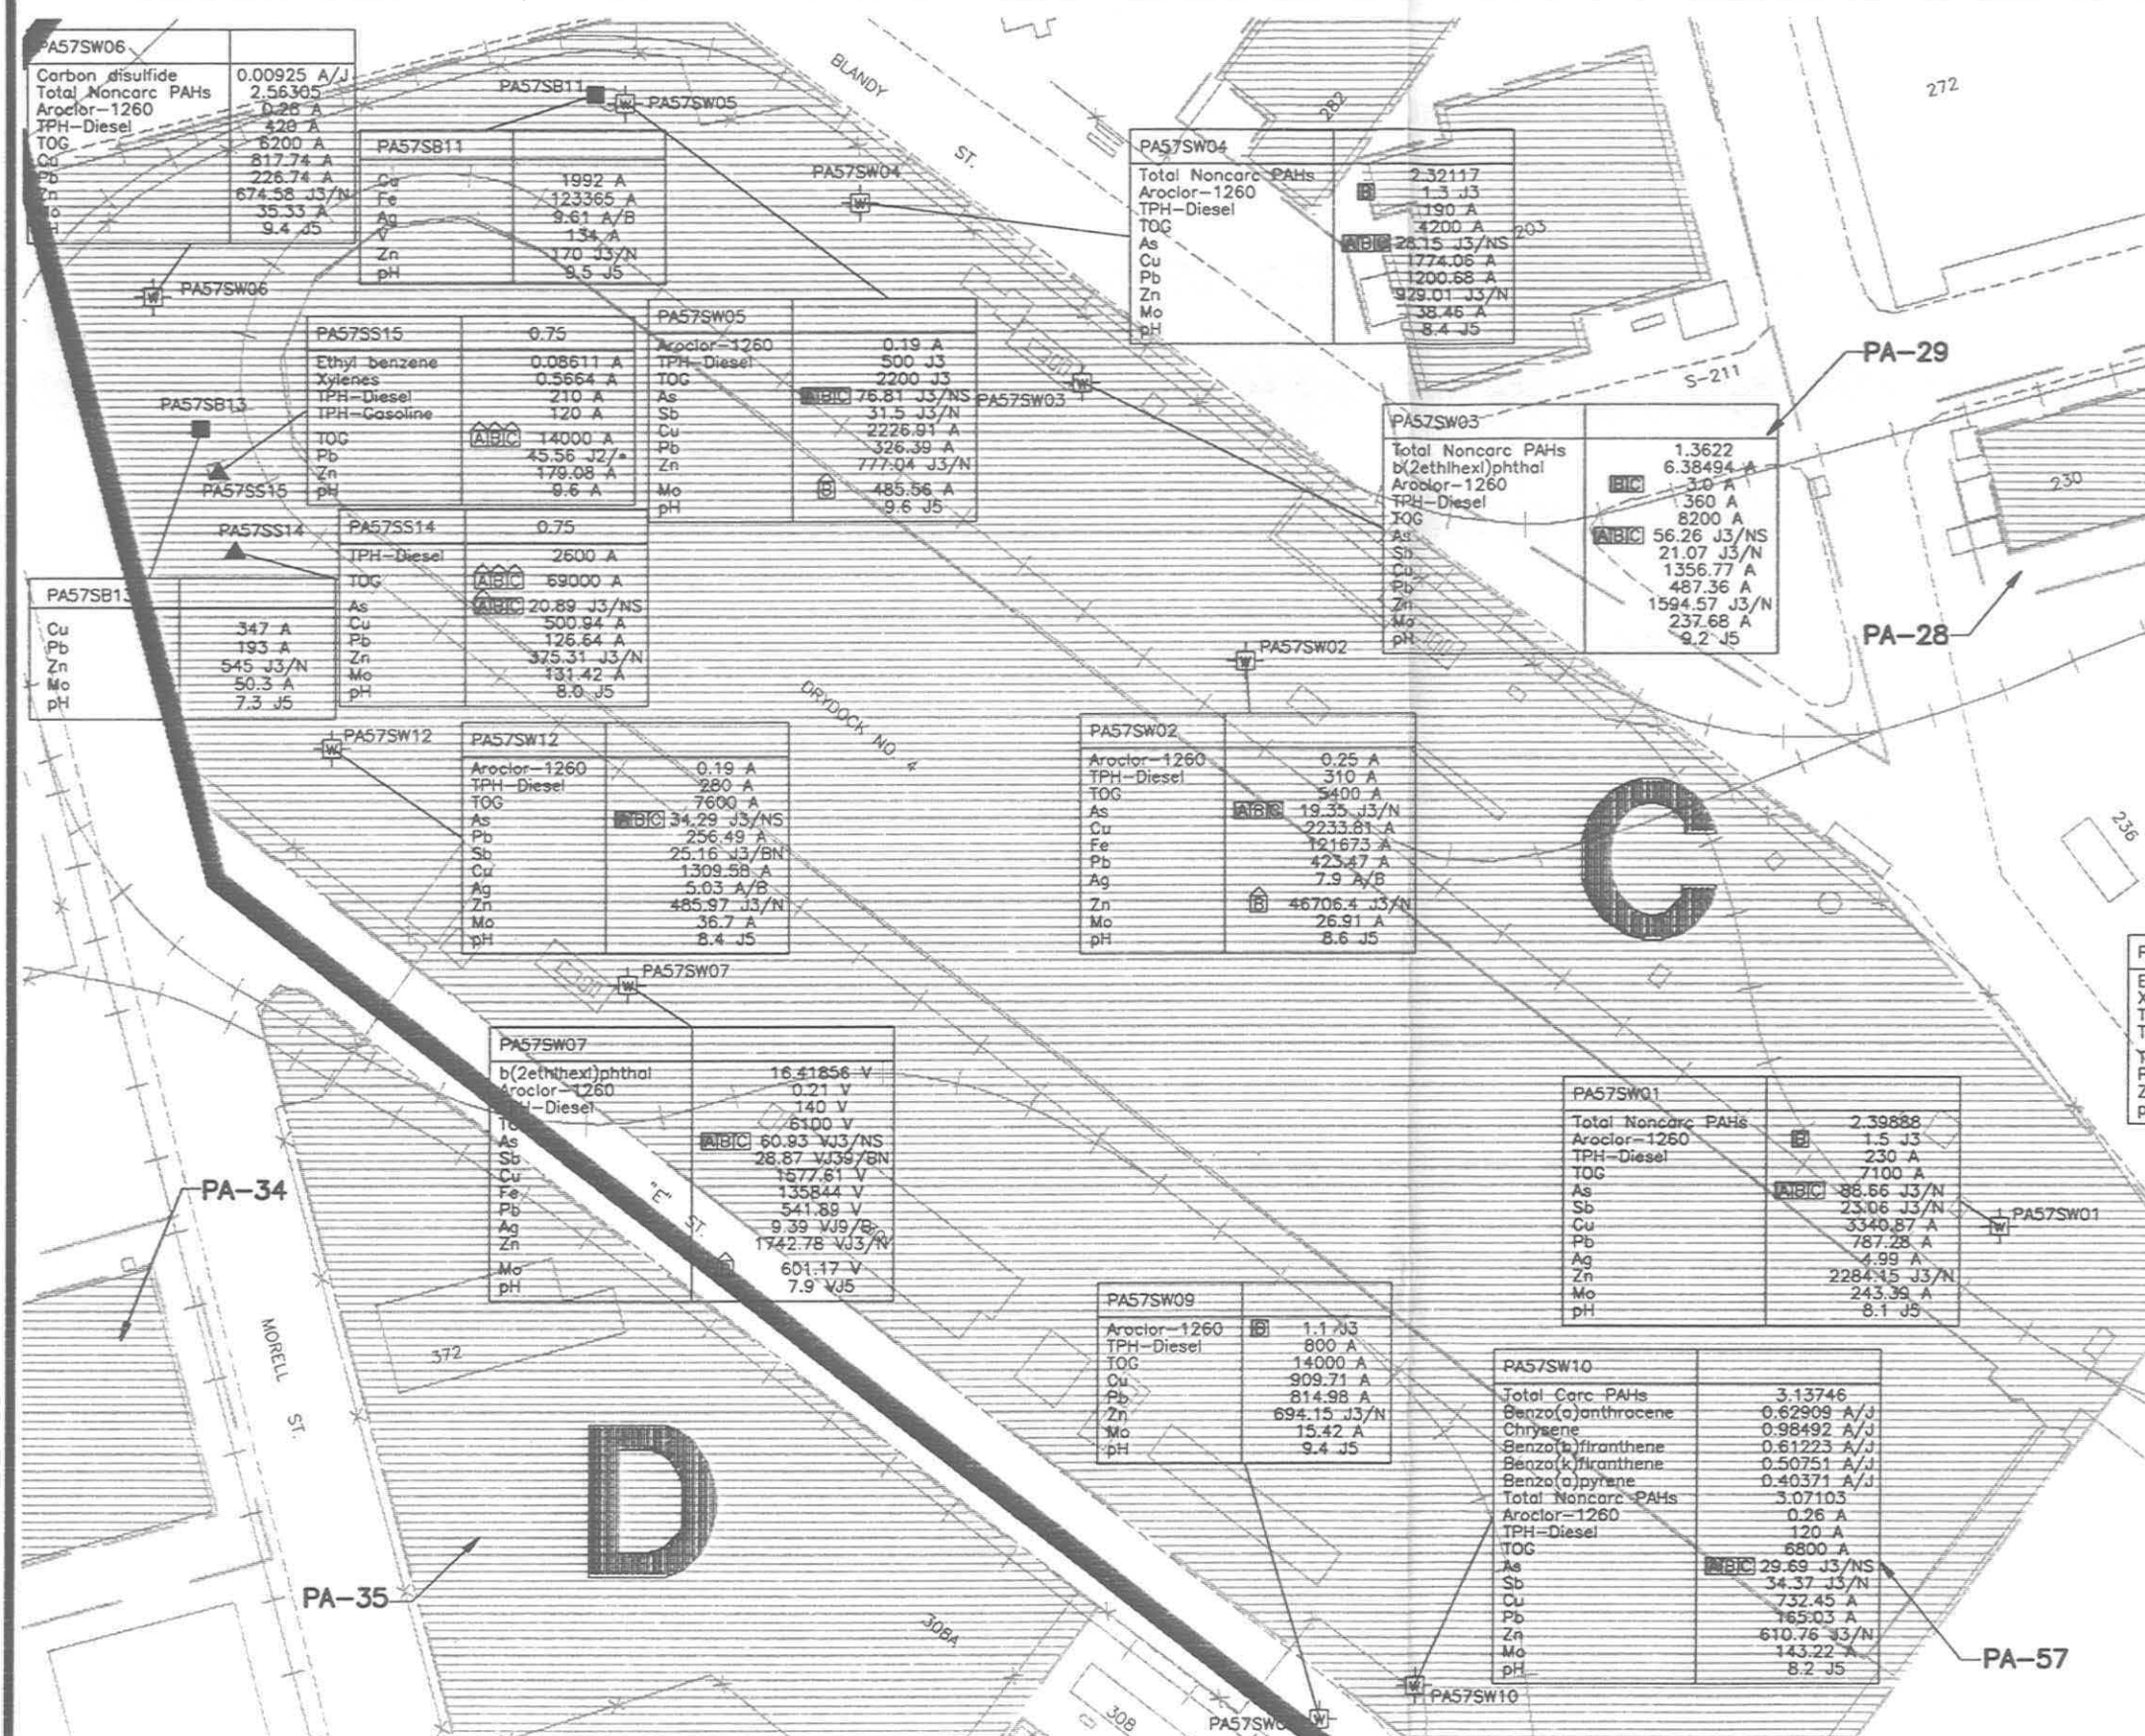 PA57SW06
Carbon disulfide 0.00925 A/J
Total Noncarc PAHs 2.56305
Aroclor-1260 0.28 A
TPH-Diesel 420 A
TOG 6200 A
Cu 817.74 A
Pb 226.74 A
Zn 674.58 J3/N
Mo 35.33 A
pH 9.4 J5
PA57SB11
PA57SW05
PA57SB11
Cu 1992 A
Fe 123365 A
Ag 9.61 A/B
V 134 A
Zn 170 J3/N
pH 9.5 J5
BLANDY
ST.
PA57SW04
282
272
PA57SW04
Total Noncarc PAHs 2.32117
Aroclor-1260 B 1.3 J3
TPH-Diesel 190 A
TOG 4200 A
As ABC 28.15 J3/NS
Cu 1774.06 A
Pb 1200.68 A
Zn 929.01 J3/N
Mo 38.46 A
pH 8.4 J5
203
PA57SW06
PA57SS15 0.75
Ethyl benzene 0.08611 A
Xylenes 0.5664 A
TPH-Diesel 210 A
TPH-Gasoline 120 A
TOG ABC 14000 A
Pb 45.56 J2/*
Zn 179.08 A
pH 9.6 A
PA57SW05
Aroclor-1260 0.19 A
TPH-Diesel 500 J3
TOG 2200 J3
As ABC 76.81 J3/NS
Sb 31.5 J3/N
Cu 2226.91 A
Pb 326.39 A
Zn 777.04 J3/N
Mo B 485.56 A
pH 9.6 J5
PA57SW03
S-211
PA-29
PA57SW03
Total Noncarc PAHs 1.3622
b(2ethlhexl)phthal 6.38494 A
Aroclor-1260 BC 3.0 A
TPH-Diesel 360 A
TOG 8200 A
As ABC 56.26 J3/NS
Sb 21.07 J3/N
Cu 1356.77 A
Pb 487.36 A
Zn 1594.57 J3/N
Mo 237.68 A
pH 9.2 J5
230
PA-28
PA57SB13
PA57SS15
PA57SS14
PA57SS14 0.75
TPH-Diesel 2600 A
TOG ABC 69000 A
As ABC 20.89 J3/NS
Cu 500.94 A
Pb 126.64 A
Zn 375.31 J3/N
Mo 131.42 A
pH 8.0 J5
PA57SB13
Cu 347 A
Pb 193 A
Zn 545 J3/N
Mo 50.3 A
pH 7.3 J5
PA57SW02
DRYDOCK NO. 4
PA57SW12
PA57SW12
Aroclor-1260 0.19 A
TPH-Diesel 280 A
TOG 7600 A
As ABC 34.29 J3/NS
Pb 256.49 A
Sb 25.16 J3/BN
Cu 1309.58 A
Ag 5.03 A/B
Zn 485.97 J3/N
Mo 36.7 A
pH 8.4 J5
PA57SW02
Aroclor-1260 0.25 A
TPH-Diesel 310 A
TOG 5400 A
As ABC 19.35 J3/N
Cu 2233.81 A
Fe 121673 A
Pb 423.47 A
Ag 7.9 A/B
Zn B 46706.4 J3/N
Mo 26.91 A
pH 8.6 J5
C
236
PA57SW07
PA57SW07
b(2ethlhexl)phthal 16.41856 V
Aroclor-1260 0.21 V
TPH-Diesel 140 V
TOG 6100 V
As ABC 60.93 VJ3/NS
Sb 28.87 VJ39/BN
Cu 1577.61 V
Fe 135844 V
Pb 541.89 V
Ag 9.39 VJ9/B
Zn 1742.78 VJ3/N
Mo B 601.17 V
pH 7.9 VJ5
"E" ST.
PA57SW01
Total Noncarc PAHs 2.39888
Aroclor-1260 B 1.5 J3
TPH-Diesel 230 A
TOG 7100 A
As ABC 88.66 J3/N
Sb 23.06 J3/N
Cu 3340.87 A
Pb 787.28 A
Ag 4.99 A
Zn 2284.15 J3/N
Mo 243.39 A
pH 8.1 J5
PA57SW01
PA-34
MORELL ST.
372
PA57SW09
Aroclor-1260 B 1.1 J3
TPH-Diesel 800 A
TOG 14000 A
Cu 909.71 A
Pb 814.98 A
Zn 694.15 J3/N
Mo 15.42 A
pH 9.4 J5
PA57SW10
Total Carc PAHs 3.13746
Benzo(a)anthracene 0.62909 A/J
Chrysene 0.98492 A/J
Benzo(b)flranthene 0.61223 A/J
Benzo(k)flranthene 0.50751 A/J
Benzo(a)pyrene 0.40371 A/J
Total Noncarc PAHs 3.07103
Aroclor-1260 0.26 A
TPH-Diesel 120 A
TOG 6800 A
As ABC 29.69 J3/NS
Sb 34.37 J3/N
Cu 732.45 A
Pb 165.03 A
Zn 610.76 J3/N
Mo 143.22 A
pH 8.2 J5
D
PA-35
308A
PA-57
PA57SW10
308